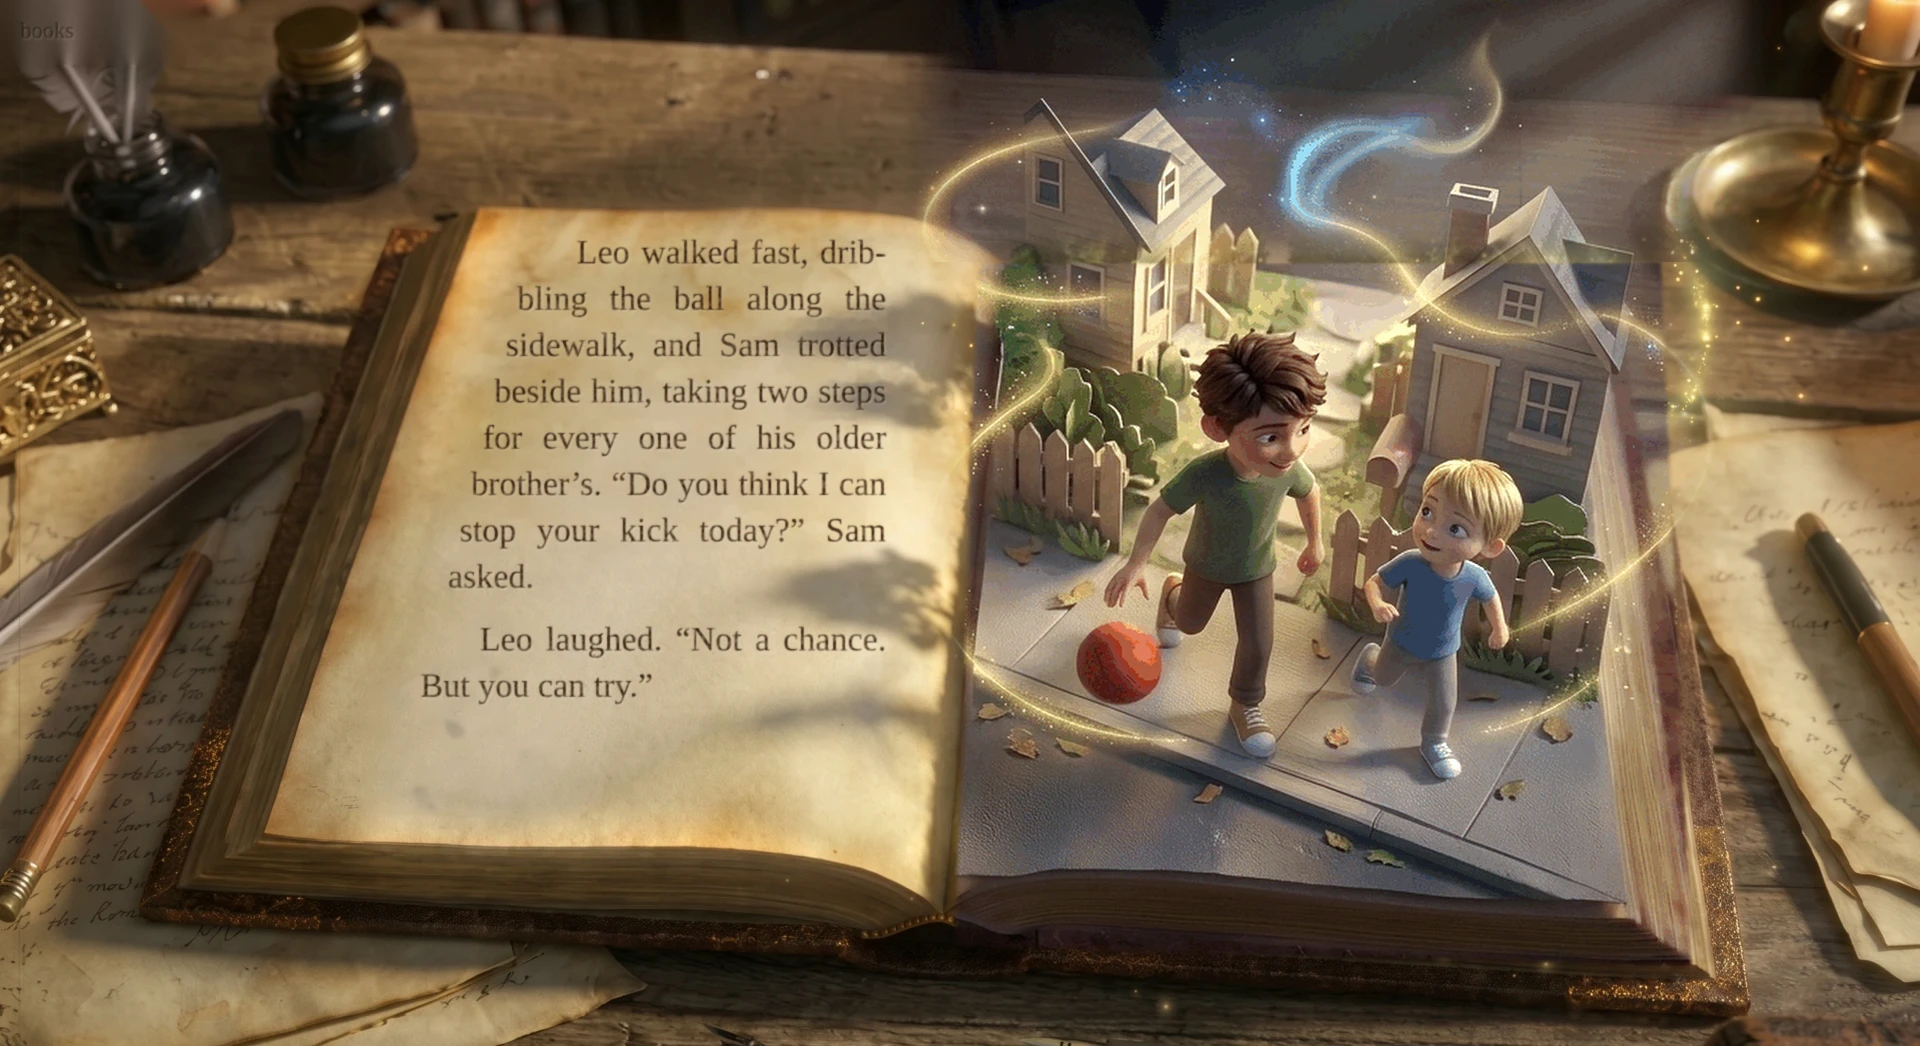 books
Leo walked fast, drib-
bling the ball along the
sidewalk, and Sam trotted
beside him, taking two steps
for every one of his older
brother’s. “Do you think I can
stop your kick today?” Sam
asked.
Leo laughed. “Not a chance.
But you can try.”